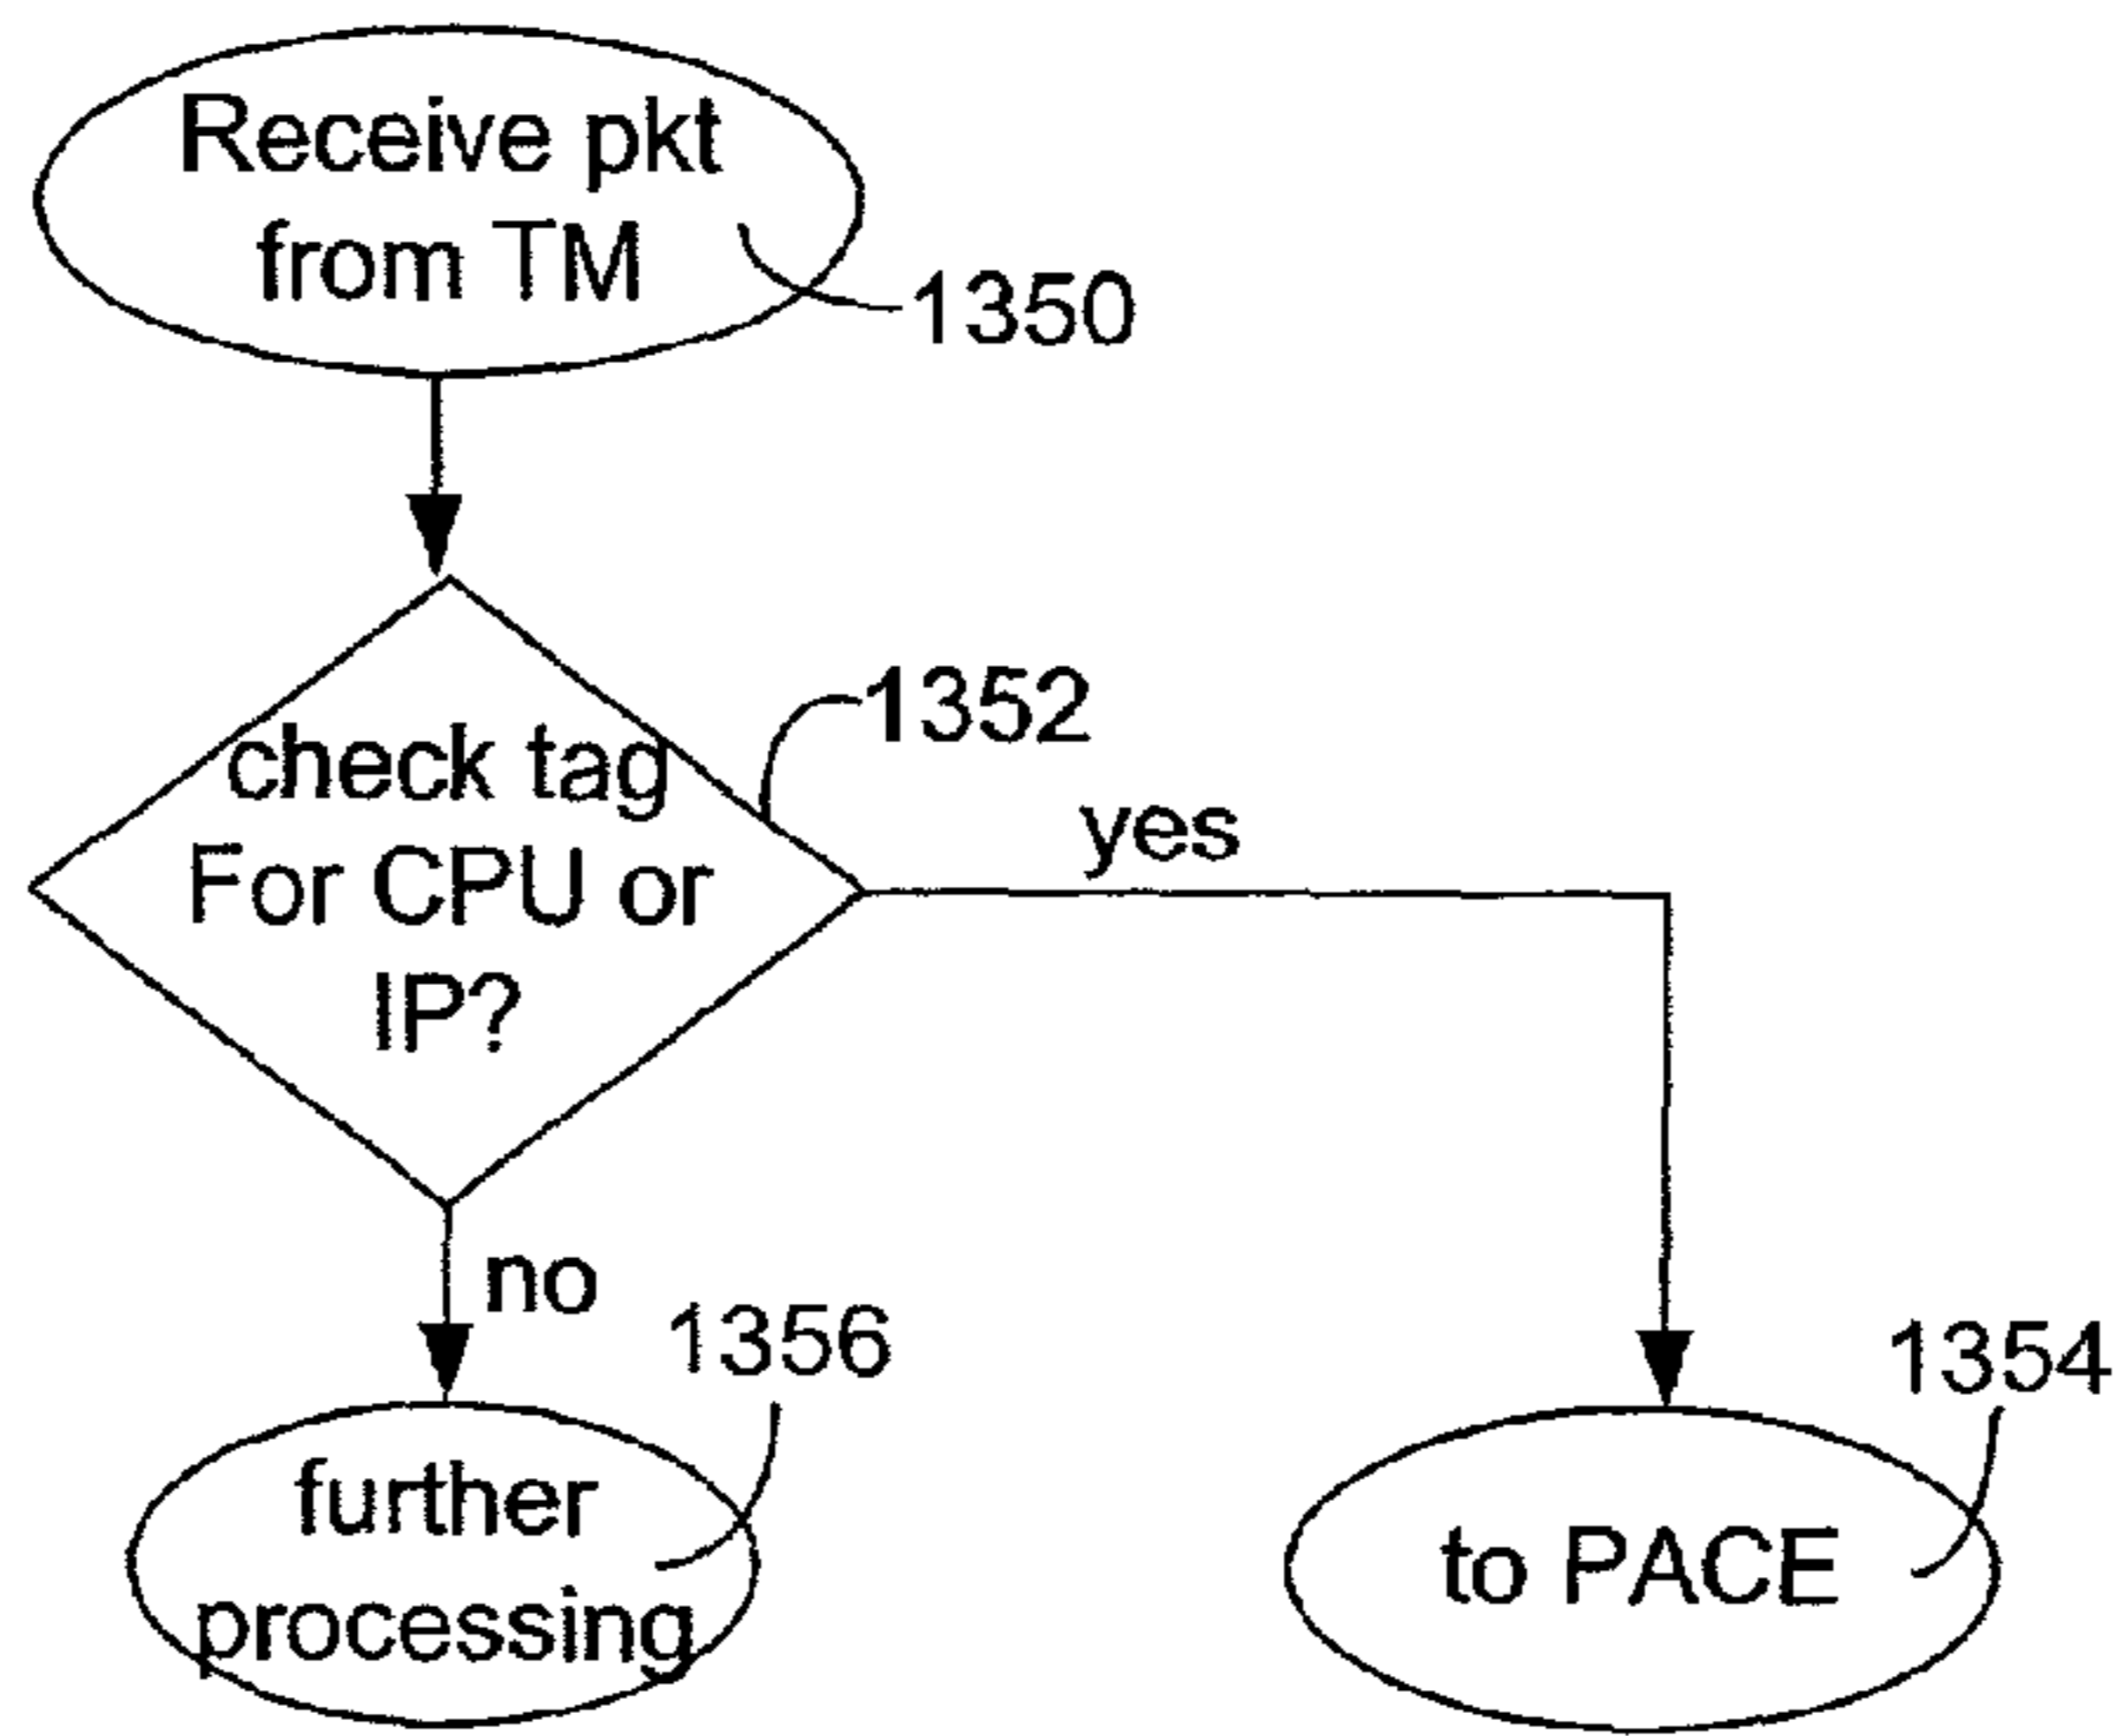 Receive pkt
from TM
1350
1352
check tag
For CPU or
IP?
yes
no
1356
1354
further
processing
to PACE